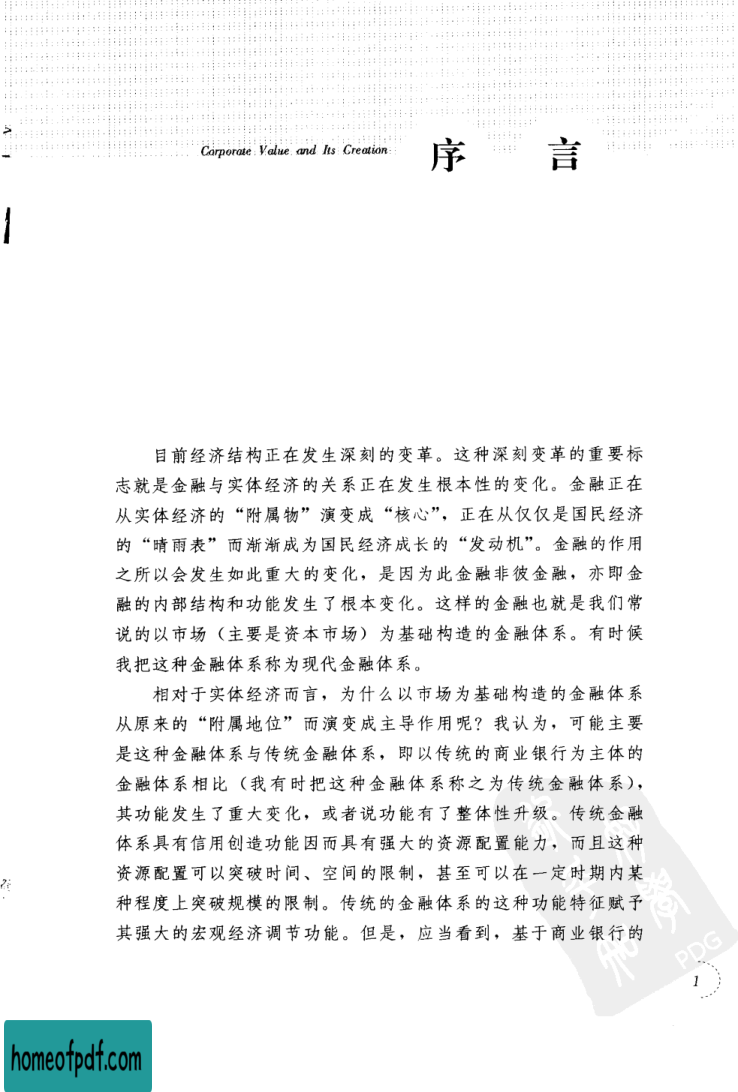 Corporate Value and Its Creation
序 言
目前经济结构正在发生深刻的变革。这种深刻变革的重要标
志就是金融与实体经济的关系正在发生根本性的变化。金融正在
从实体经济的“附属物”演变成“核心”，正在从仅仅是国民经济
的“晴雨表”而渐渐成为国民经济成长的“发动机”。金融的作用
之所以会发生如此重大的变化，是因为此金融非彼金融，亦即金
融的内部结构和功能发生了根本变化。这样的金融也就是我们常
说的以市场（主要是资本市场）为基础构造的金融体系。有时候
我把这种金融体系称为现代金融体系。
相对于实体经济而言，为什么以市场为基础构造的金融体系
从原来的“附属地位”而演变成主导作用呢？我认为，可能主要
是这种金融体系与传统金融体系，即以传统的商业银行为主体的
金融体系相比（我有时把这种金融体系称之为传统金融体系），
其功能发生了重大变化，或者说功能有了整体性升级。传统金融
体系具有信用创造功能因而具有强大的资源配置能力，而且这种
资源配置可以突破时间、空间的限制，甚至可以在一定时期内某
种程度上突破规模的限制。传统的金融体系的这种功能特征赋予
其强大的宏观经济调节功能。但是，应当看到，基于商业银行的
PDG
1
homeofpdf.com